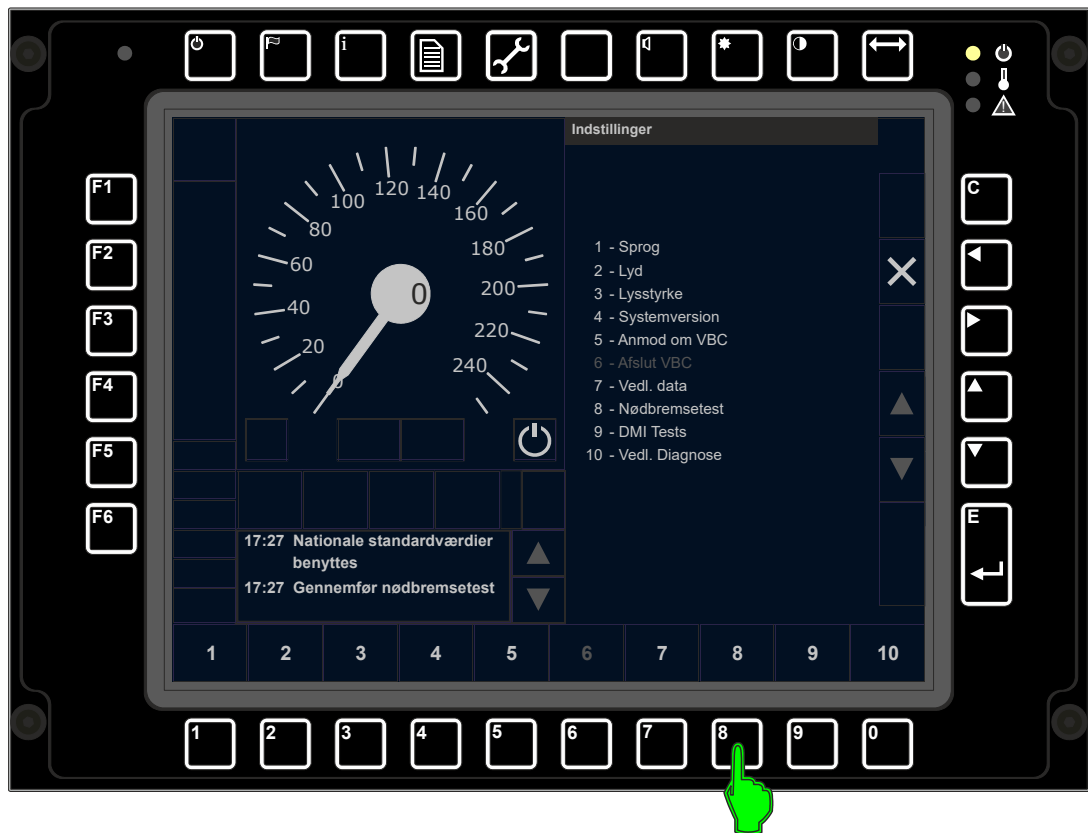 i
Indstillinger
F1
F2
F3
F4
F5
F6
0
20
40
60
80
100
120
140
160
180
200
220
240
0
1 - Sprog
2 - Lyd
3 - Lysstyrke
4 - Systemversion
5 - Anmod om VBC
6 - Afslut VBC
7 - Vedl. data
8 - Nødbremsetest
9 - DMI Tests
10 - Vedl. Diagnose
C
E
17:27 Nationale standardværdier
benyttes
17:27 Gennemfør nødbremsetest
1 2 3 4 5 6 7 8 9 10
1 2 3 4 5 6 7 8 9 0